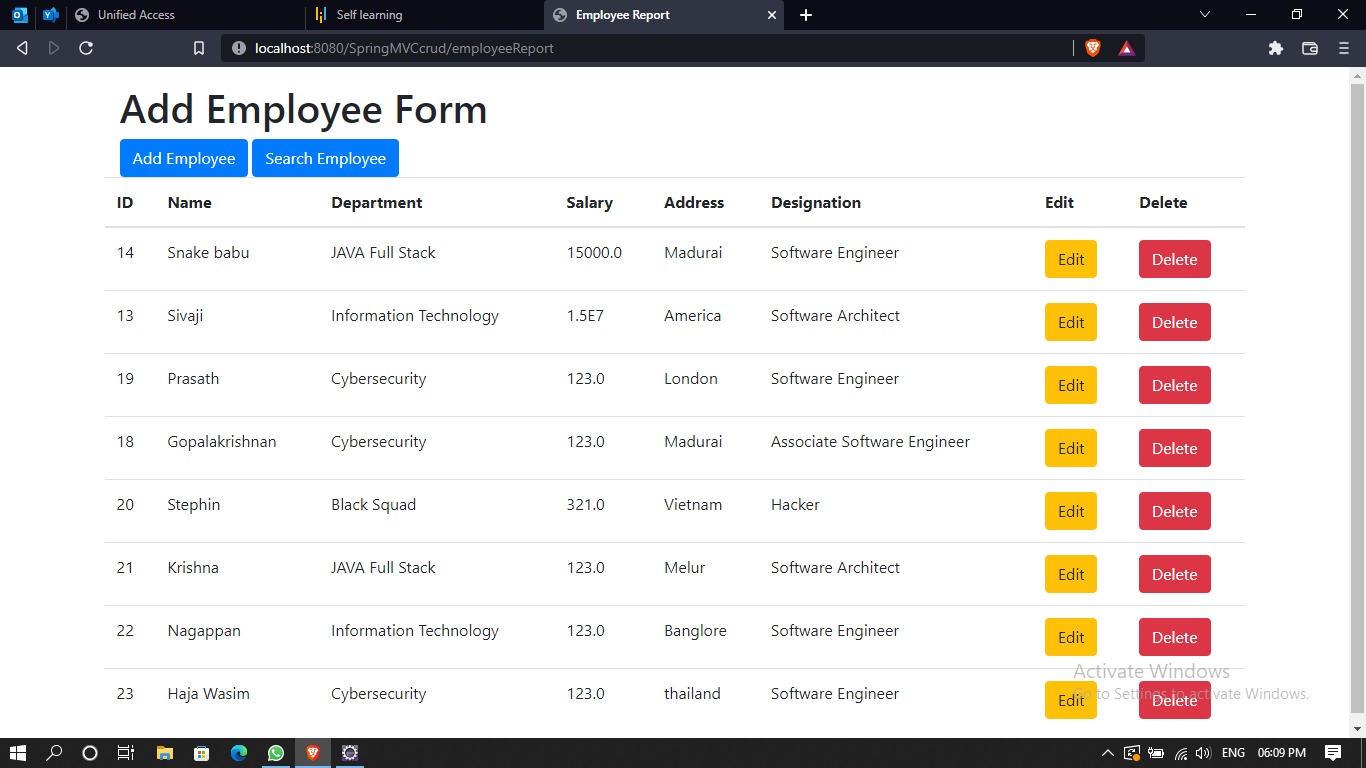 Unified Access Self learning Employee Report
localhost:8080/SpringMVCcrud/employeeReport
Add Employee Form
Add Employee Search Employee
ID Name Department Salary Address Designation Edit Delete
14 Snake babu JAVA Full Stack 15000.0 Madurai Software Engineer Edit Delete
13 Sivaji Information Technology 1.5E7 America Software Architect Edit Delete
19 Prasath Cybersecurity 123.0 London Software Engineer Edit Delete
18 Gopalakrishnan Cybersecurity 123.0 Madurai Associate Software Engineer Edit Delete
20 Stephin Black Squad 321.0 Vietnam Hacker Edit Delete
21 Krishna JAVA Full Stack 123.0 Melur Software Architect Edit Delete
22 Nagappan Information Technology 123.0 Banglore Software Engineer Edit Delete
Activate Windows
23 Haja Wasim Cybersecurity 123.0 thailand Software Engineer Edit Delete
Go to Settings to activate Windows.
ENG 06:09 PM